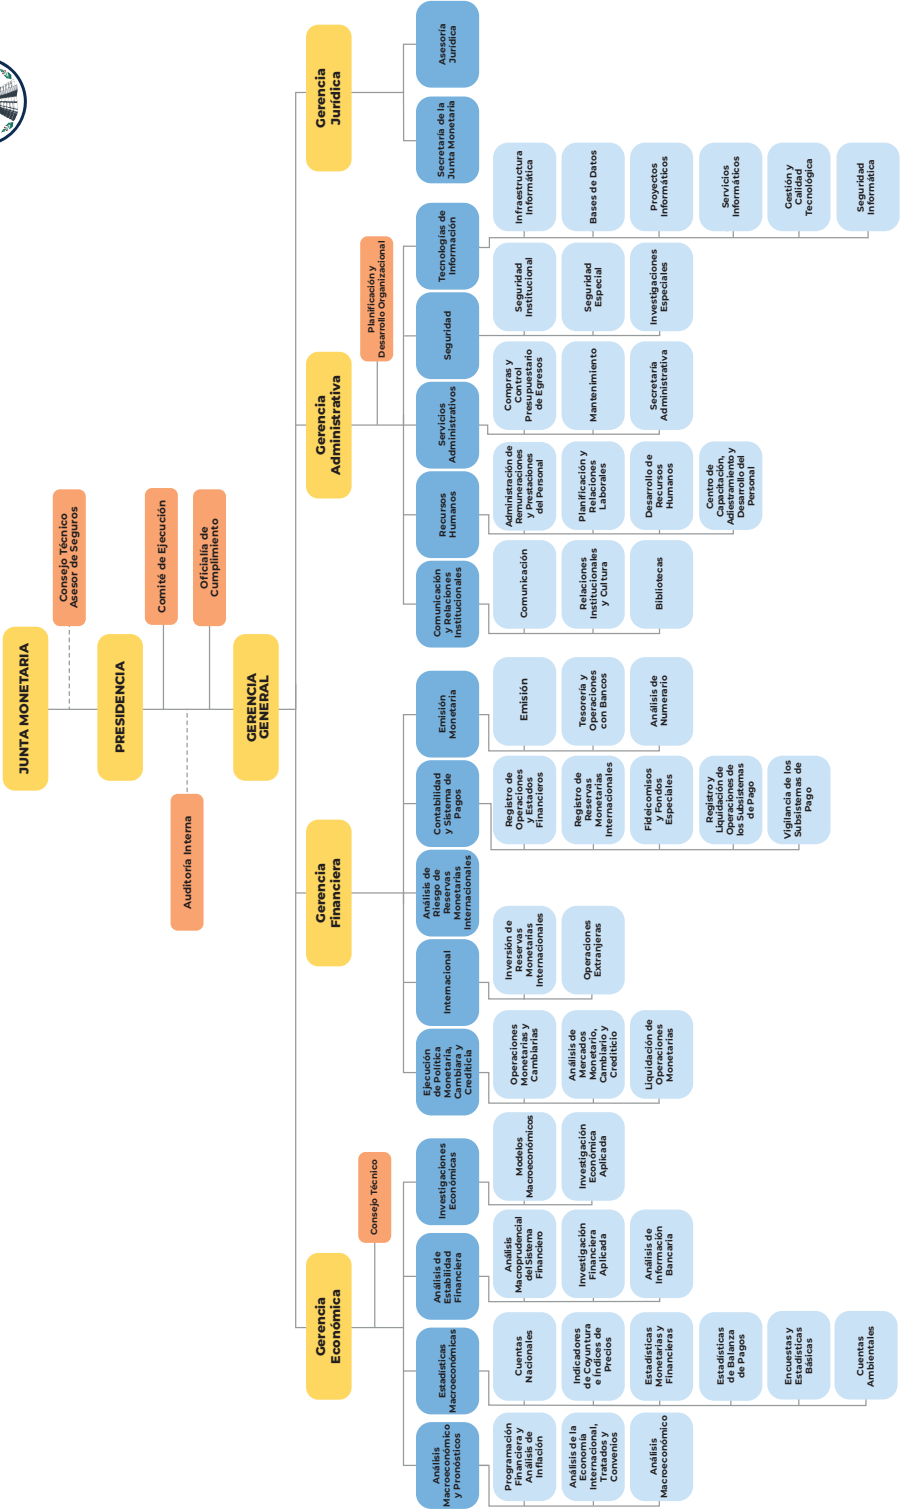 JUNTA MONETARIA
Consejo Técnico
Asesor de Seguros
PRESIDENCIA
Comité de Ejecución
Oficialía de
Cumplimiento
Auditoría Interna
GERENCIA
GENERAL
Gerencia
Económica
Gerencia
Financiera
Gerencia
Administrativa
Gerencia
Jurídica
Consejo Técnico
Planificación y
Desarrollo Organizacional
Análisis
Macroeconómico
y Pronósticos
Estadísticas
Macroeconómicas
Análisis de
Estabilidad
Financiera
Investigaciones
Económicas
Ejecución
de Política
Monetaria,
Cambiara y
Crediticia
Internacional
Análisis de
Riesgo de
Reservas
Monetarias
Internacionales
Contabilidad
y Sistema de
Pagos
Emisión
Monetaria
Comunicación
y Relaciones
Institucionales
Recursos
Humanos
Servicios
Administrativos
Seguridad
Tecnologías de
Información
Secretaría de la
Junta Monetaria
Asesoría
Jurídica
Programación
Financiera y
Análisis de
Inflación
Análisis de la
Economía
Internacional,
Tratados y
Convenios
Análisis
Macroeconómico
Cuentas
Nacionales
Indicadores
de Coyuntura
e Índices de
Precios
Estadísticas
Monetarias y
Financieras
Estadísticas
de Balanza
de Pagos
Encuestas y
Estadísticas
Básicas
Cuentas
Ambientales
Análisis
Macroprudencial
del Sistema
Financiero
Investigación
Financiera
Aplicada
Análisis de
Información
Bancaria
Modelos
Macroeconómicos
Investigación
Económica
Aplicada
Operaciones
Monetarias y
Cambiarias
Análisis de
Mercados
Monetario,
Cambiario y
Crediticio
Liquidación de
Operaciones
Monetarias
Inversión de
Reservas
Monetarias
Internacionales
Operaciones
Extranjeras
Registro de
Operaciones
y Estados
Financieros
Registro de
Reservas
Monetarias
Internacionales
Fideicomisos
y Fondos
Especiales
Registro y
Liquidación de
Operaciones de
los Subsistemas
de Pago
Vigilancia de los
Subsistemas de
Pago
Emisión
Tesorería y
Operaciones
con Bancos
Análisis de
Numerario
Comunicación
Relaciones
Institucionales
y Cultura
Bibliotecas
Administración de
Remuneraciones
y Prestaciones
del Personal
Planificación y
Relaciones
Laborales
Desarrollo de
Recursos
Humanos
Centro de
Capacitación,
Adiestramiento y
Desarrollo del
Personal
Compras y
Control
Presupuestario
de Egresos
Mantenimiento
Secretaría
Administrativa
Seguridad
Institucional
Seguridad
Especial
Investigaciones
Especiales
Infraestructura
Informática
Bases de Datos
Proyectos
Informáticos
Servicios
Informáticos
Gestión y
Calidad
Tecnológica
Seguridad
Informática